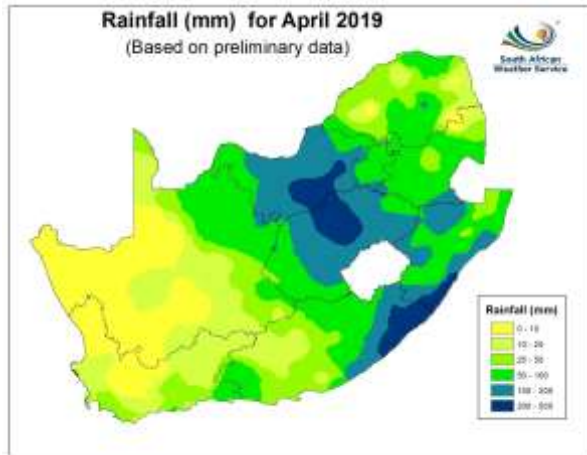 Rainfall (mm) for April 2019
(Based on preliminary data)
South African
Weather Service
Rainfall (mm)
0 - 10
10 - 25
25 - 50
50 - 100
100 - 200
200 - 500